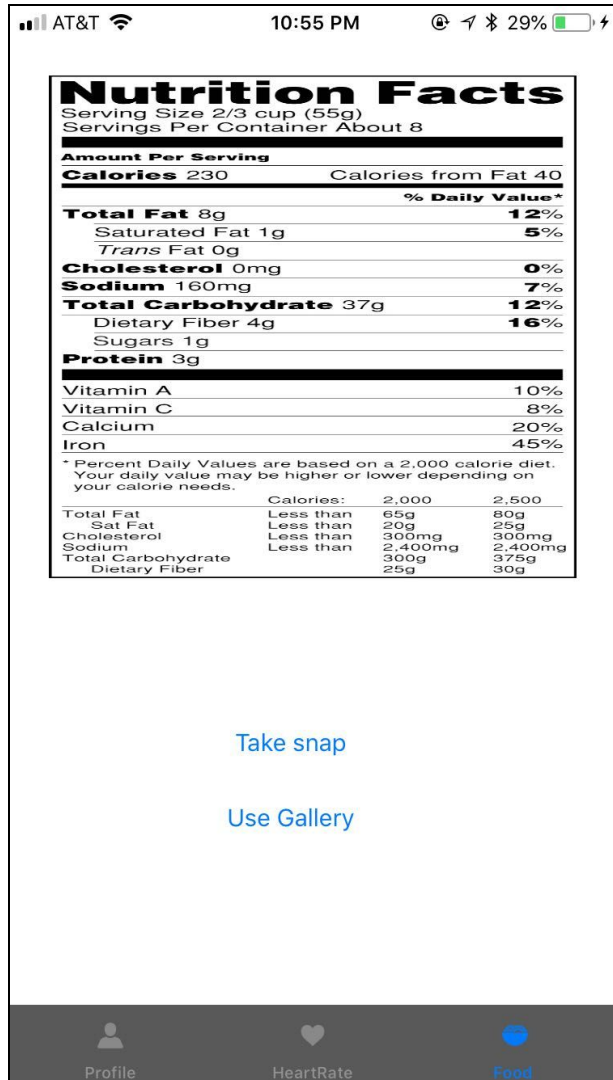 AT&T 10:55 PM 29%
Nutrition Facts
Serving Size 2/3 cup (55g)
Servings Per Container About 8
Amount Per Serving
Calories 230 Calories from Fat 40
% Daily Value*
Total Fat 8g 12%
Saturated Fat 1g 5%
Trans Fat 0g
Cholesterol 0mg 0%
Sodium 160mg 7%
Total Carbohydrate 37g 12%
Dietary Fiber 4g 16%
Sugars 1g
Protein 3g
Vitamin A 10%
Vitamin C 8%
Calcium 20%
Iron 45%
* Percent Daily Values are based on a 2,000 calorie diet.
Your daily value may be higher or lower depending on
your calorie needs.
Calories: 2,000 2,500
Total Fat Less than 65g 80g
Sat Fat Less than 20g 25g
Cholesterol Less than 300mg 300mg
Sodium Less than 2,400mg 2,400mg
Total Carbohydrate 300g 375g
Dietary Fiber 25g 30g
Take snap
Use Gallery
Profile HeartRate Food